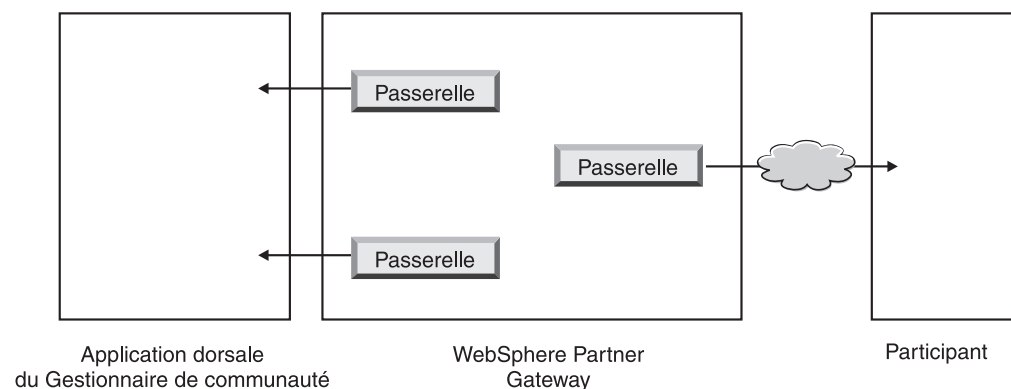 Passerelle
Passerelle
Passerelle
Application dorsale
du Gestionnaire de communauté
WebSphere Partner
Gateway
Participant